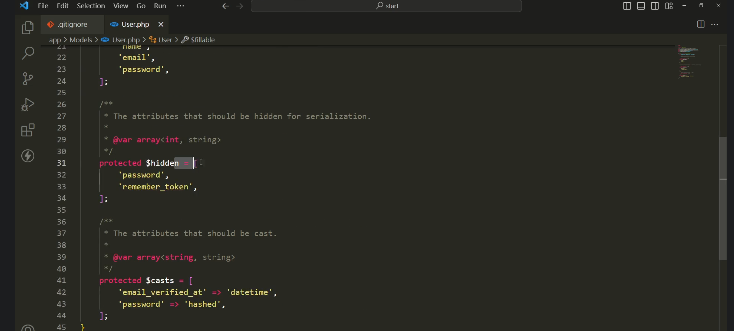 File Edit Selection View Go Run ··· start
.gitignore User.php
app > Models > User.php > User > $fillable
21 'name',
22 'email',
23 'password',
24 ];
25
26 /**
27 * The attributes that should be hidden for serialization.
28 *
29 * @var array<int, string>
30 */
31 protected $hidden = [
32 'password',
33 'remember_token',
34 ];
35
36 /**
37 * The attributes that should be cast.
38 *
39 * @var array<string, string>
40 */
41 protected $casts = [
42 'email_verified_at' => 'datetime',
43 'password' => 'hashed',
44 ];
45 }